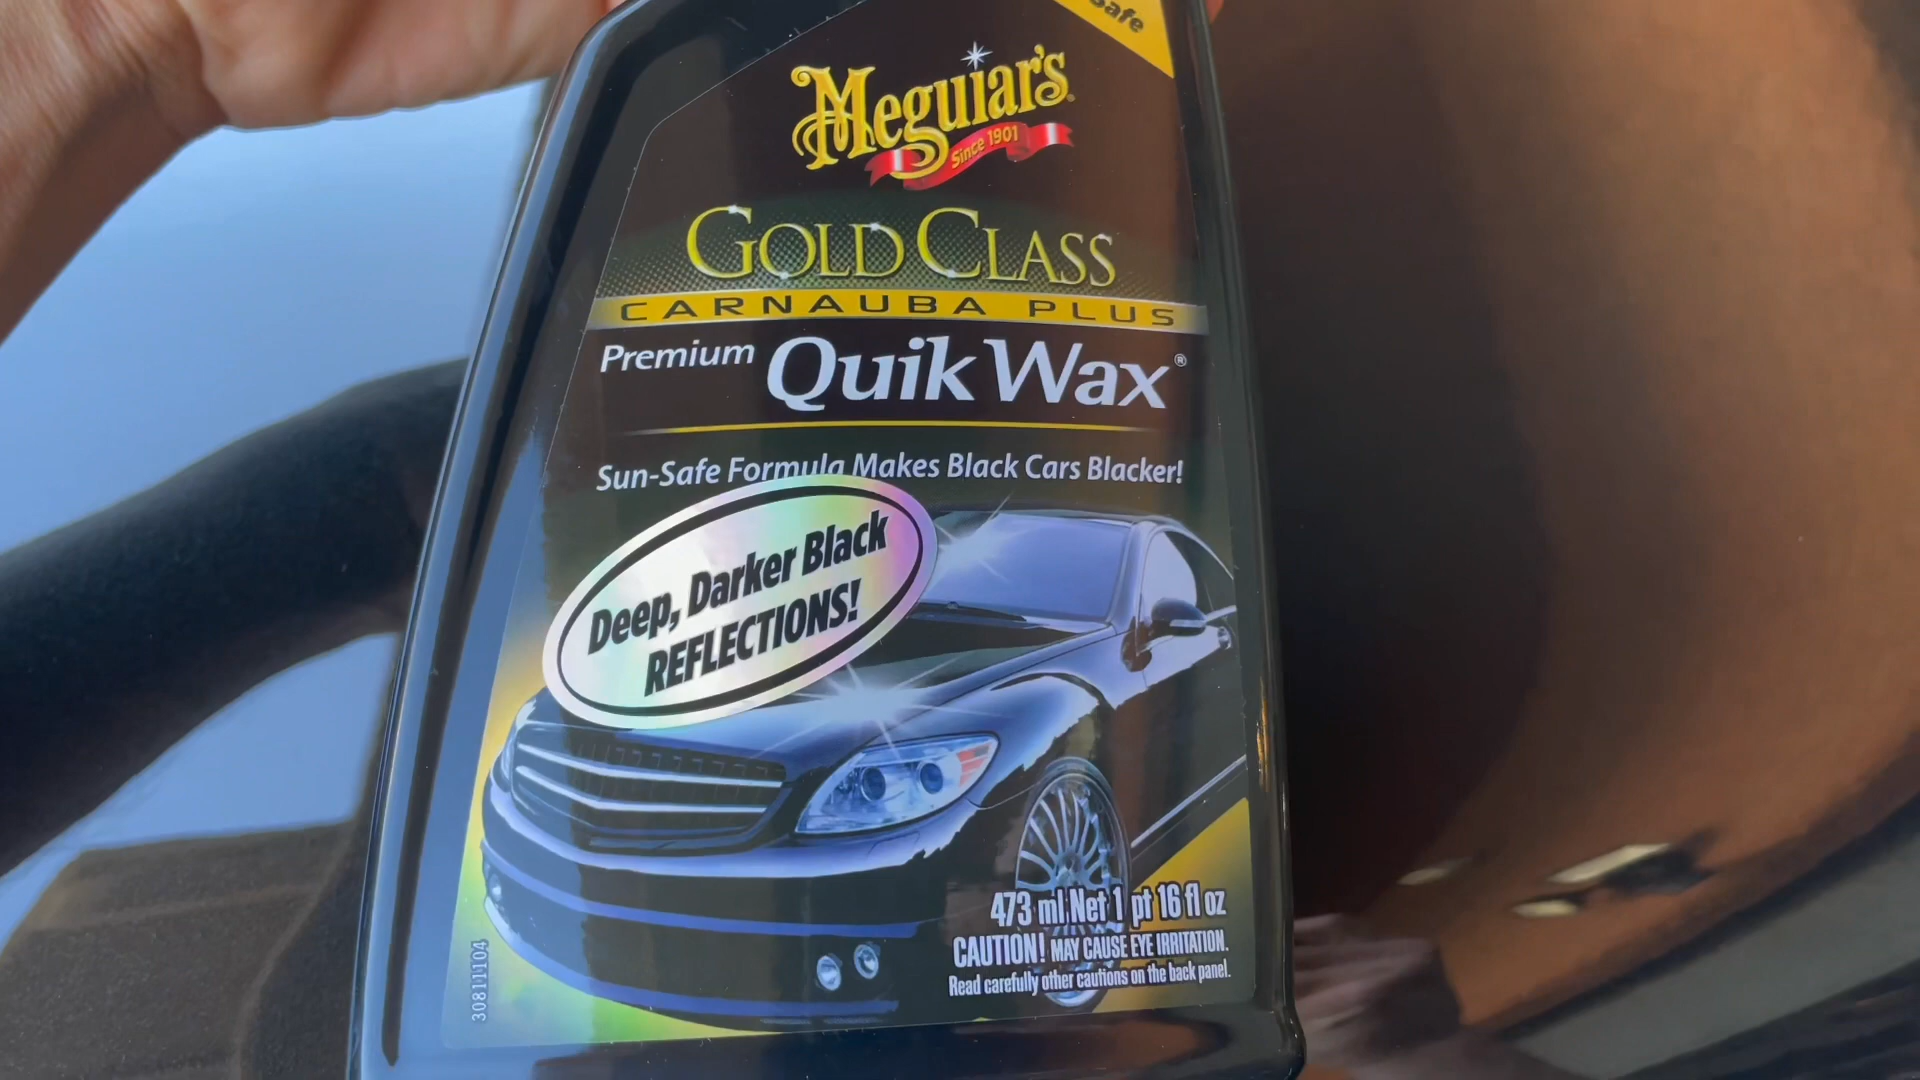 Safe
Meguiar's
Since 1901
GOLD CLASS
CARNAUBA PLUS
Premium Quik Wax®
Sun-Safe Formula Makes Black Cars Blacker!
Deep, Darker Black
REFLECTIONS!
473 ml Net 1 pt 16 fl oz
CAUTION! MAY CAUSE EYE IRRITATION.
Read carefully other cautions on the back panel.
30811104